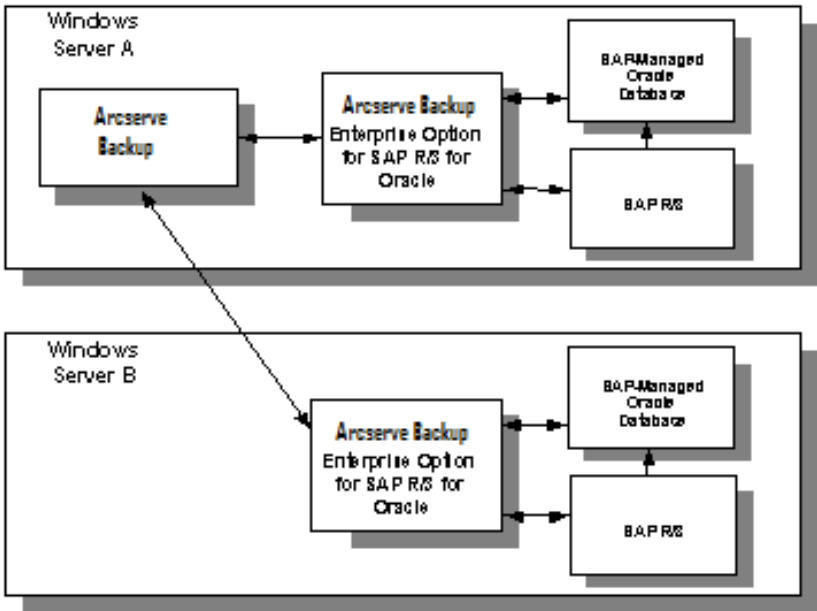 Windows
Server A
Arcserve
Backup
Arcserve Backup
Enterprise Option
for SAP R/3 for
Oracle
SAP-Managed
Oracle
Database
SAP R/3
Windows
Server B
Arcserve Backup
Enterprise Option
for SAP R/3 for
Oracle
SAP-Managed
Oracle
Database
SAP R/3